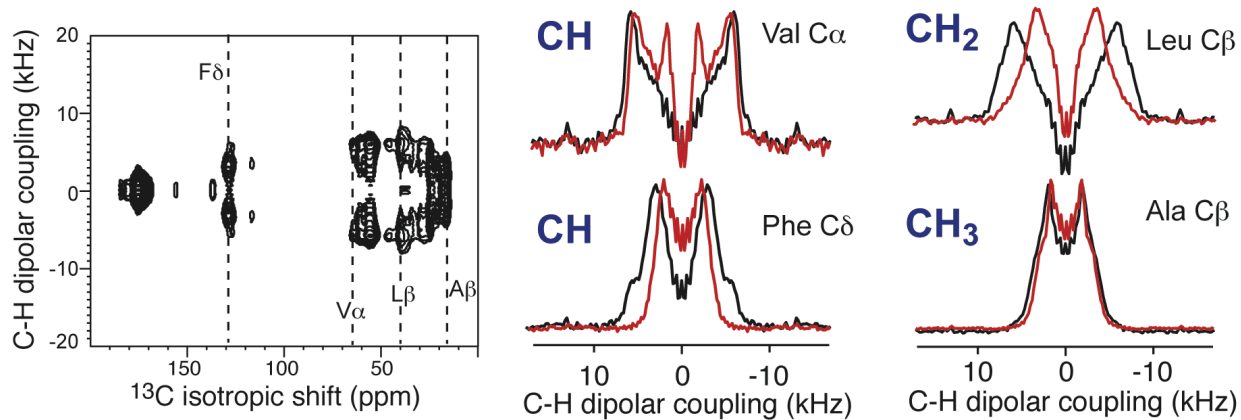 C-H dipolar coupling (kHz)
20
10
0
-10
-20
Fδ
Vα
Lβ
Aβ
150
100
50
¹³C isotropic shift (ppm)
CH
Val Cα
CH
Phe Cδ
10
0
-10
C-H dipolar coupling (kHz)
CH₂
Leu Cβ
CH₃
Ala Cβ
10
0
-10
C-H dipolar coupling (kHz)